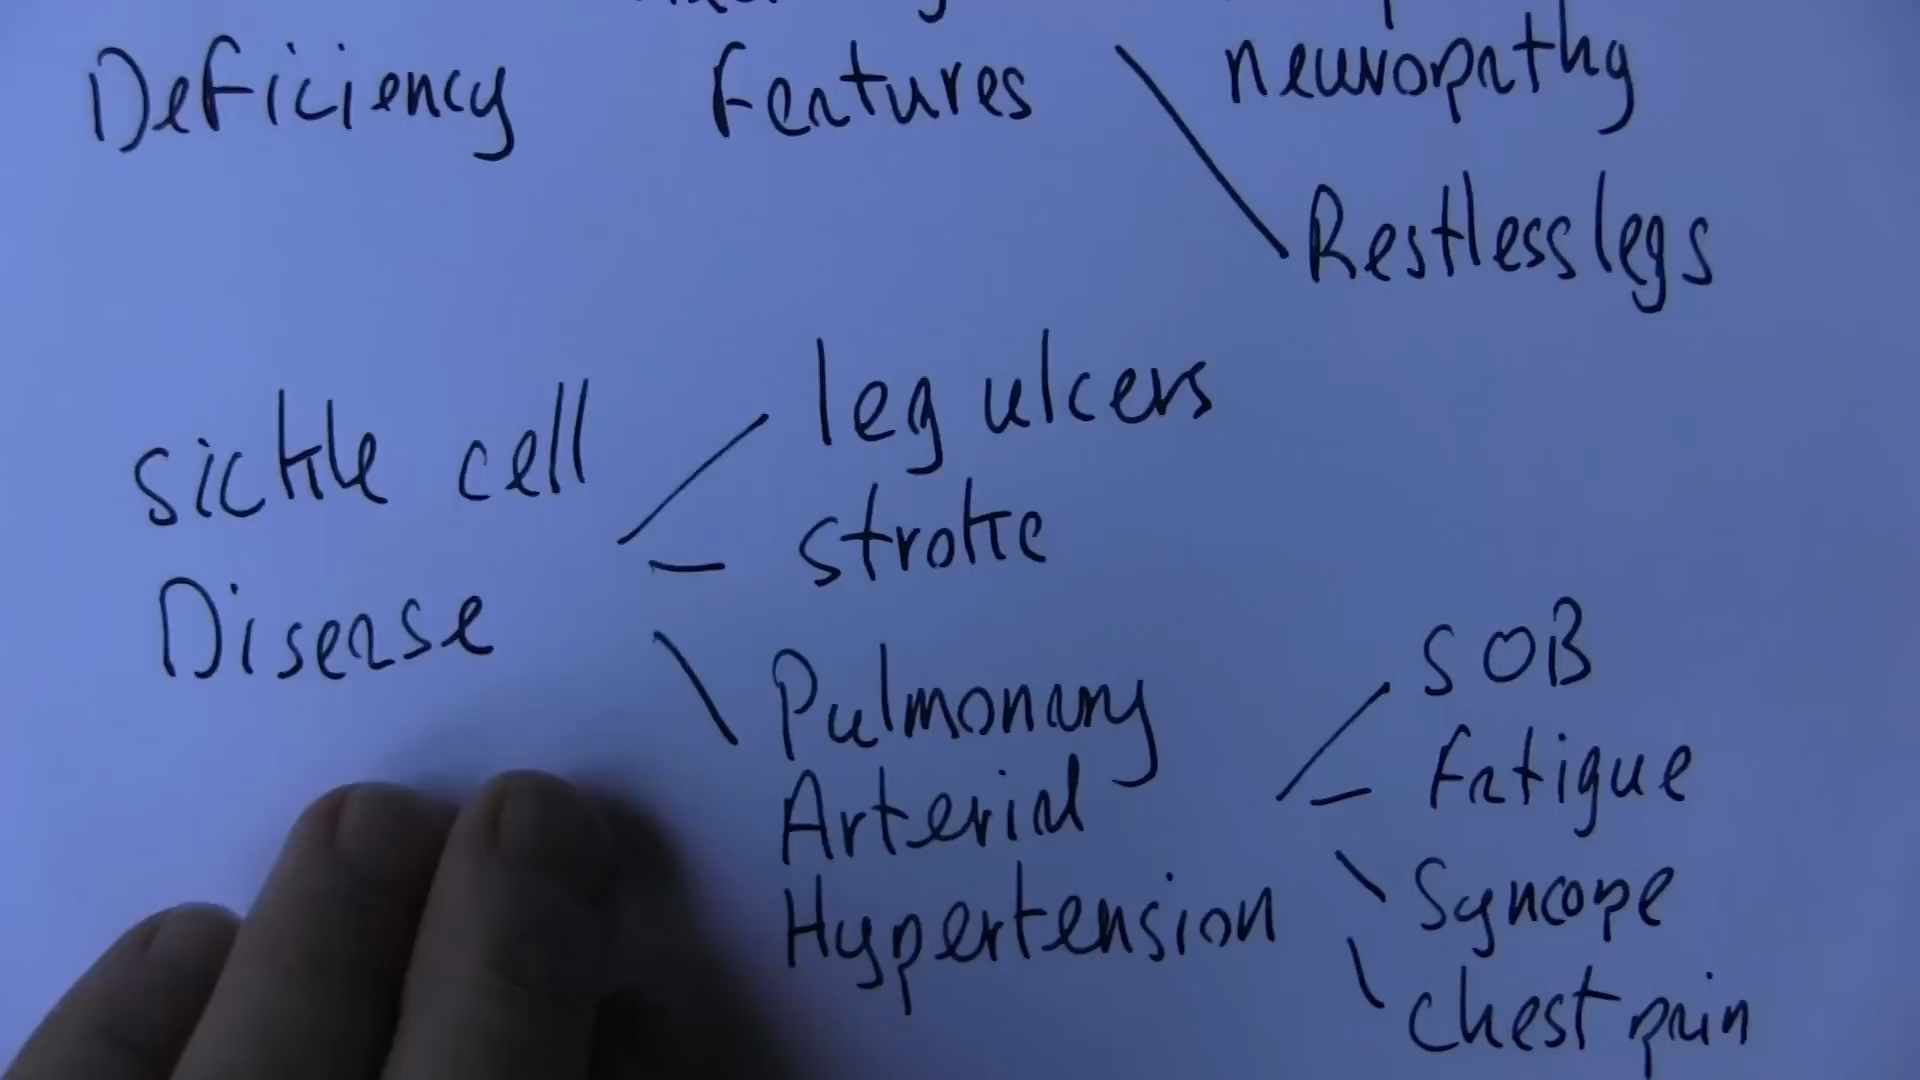 Deficiency Features neuropathy
Restless legs
leg ulcers
sickle cell
stroke
Disease
SOB
Pulmonary
Fatigue
Arterial
Syncope
Hypertension
chest pain